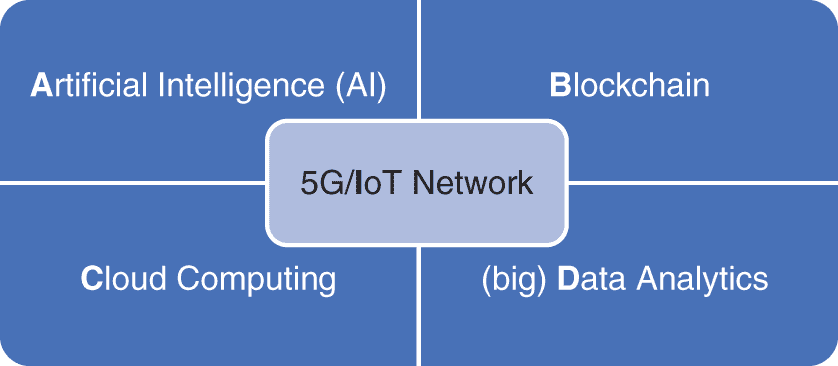 Artificial Intelligence (AI)
Blockchain
5G/IoT Network
Cloud Computing
(big) Data Analytics